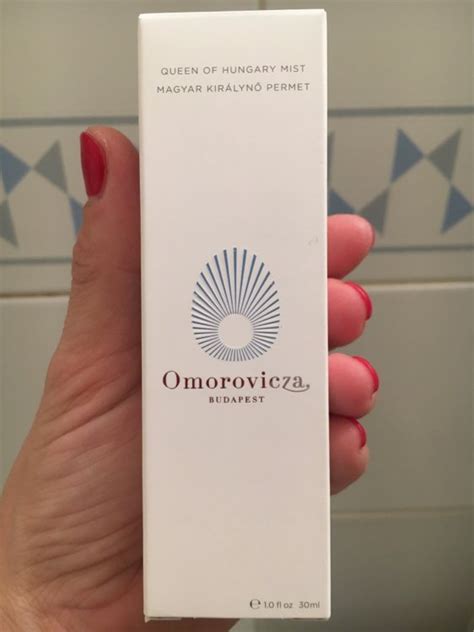 QUEEN OF HUNGARY MIST
MAGYAR KIRÁLYNŐ PERMET
Omorovicza
BUDAPEST
℮ 1.0 fl oz 30ml